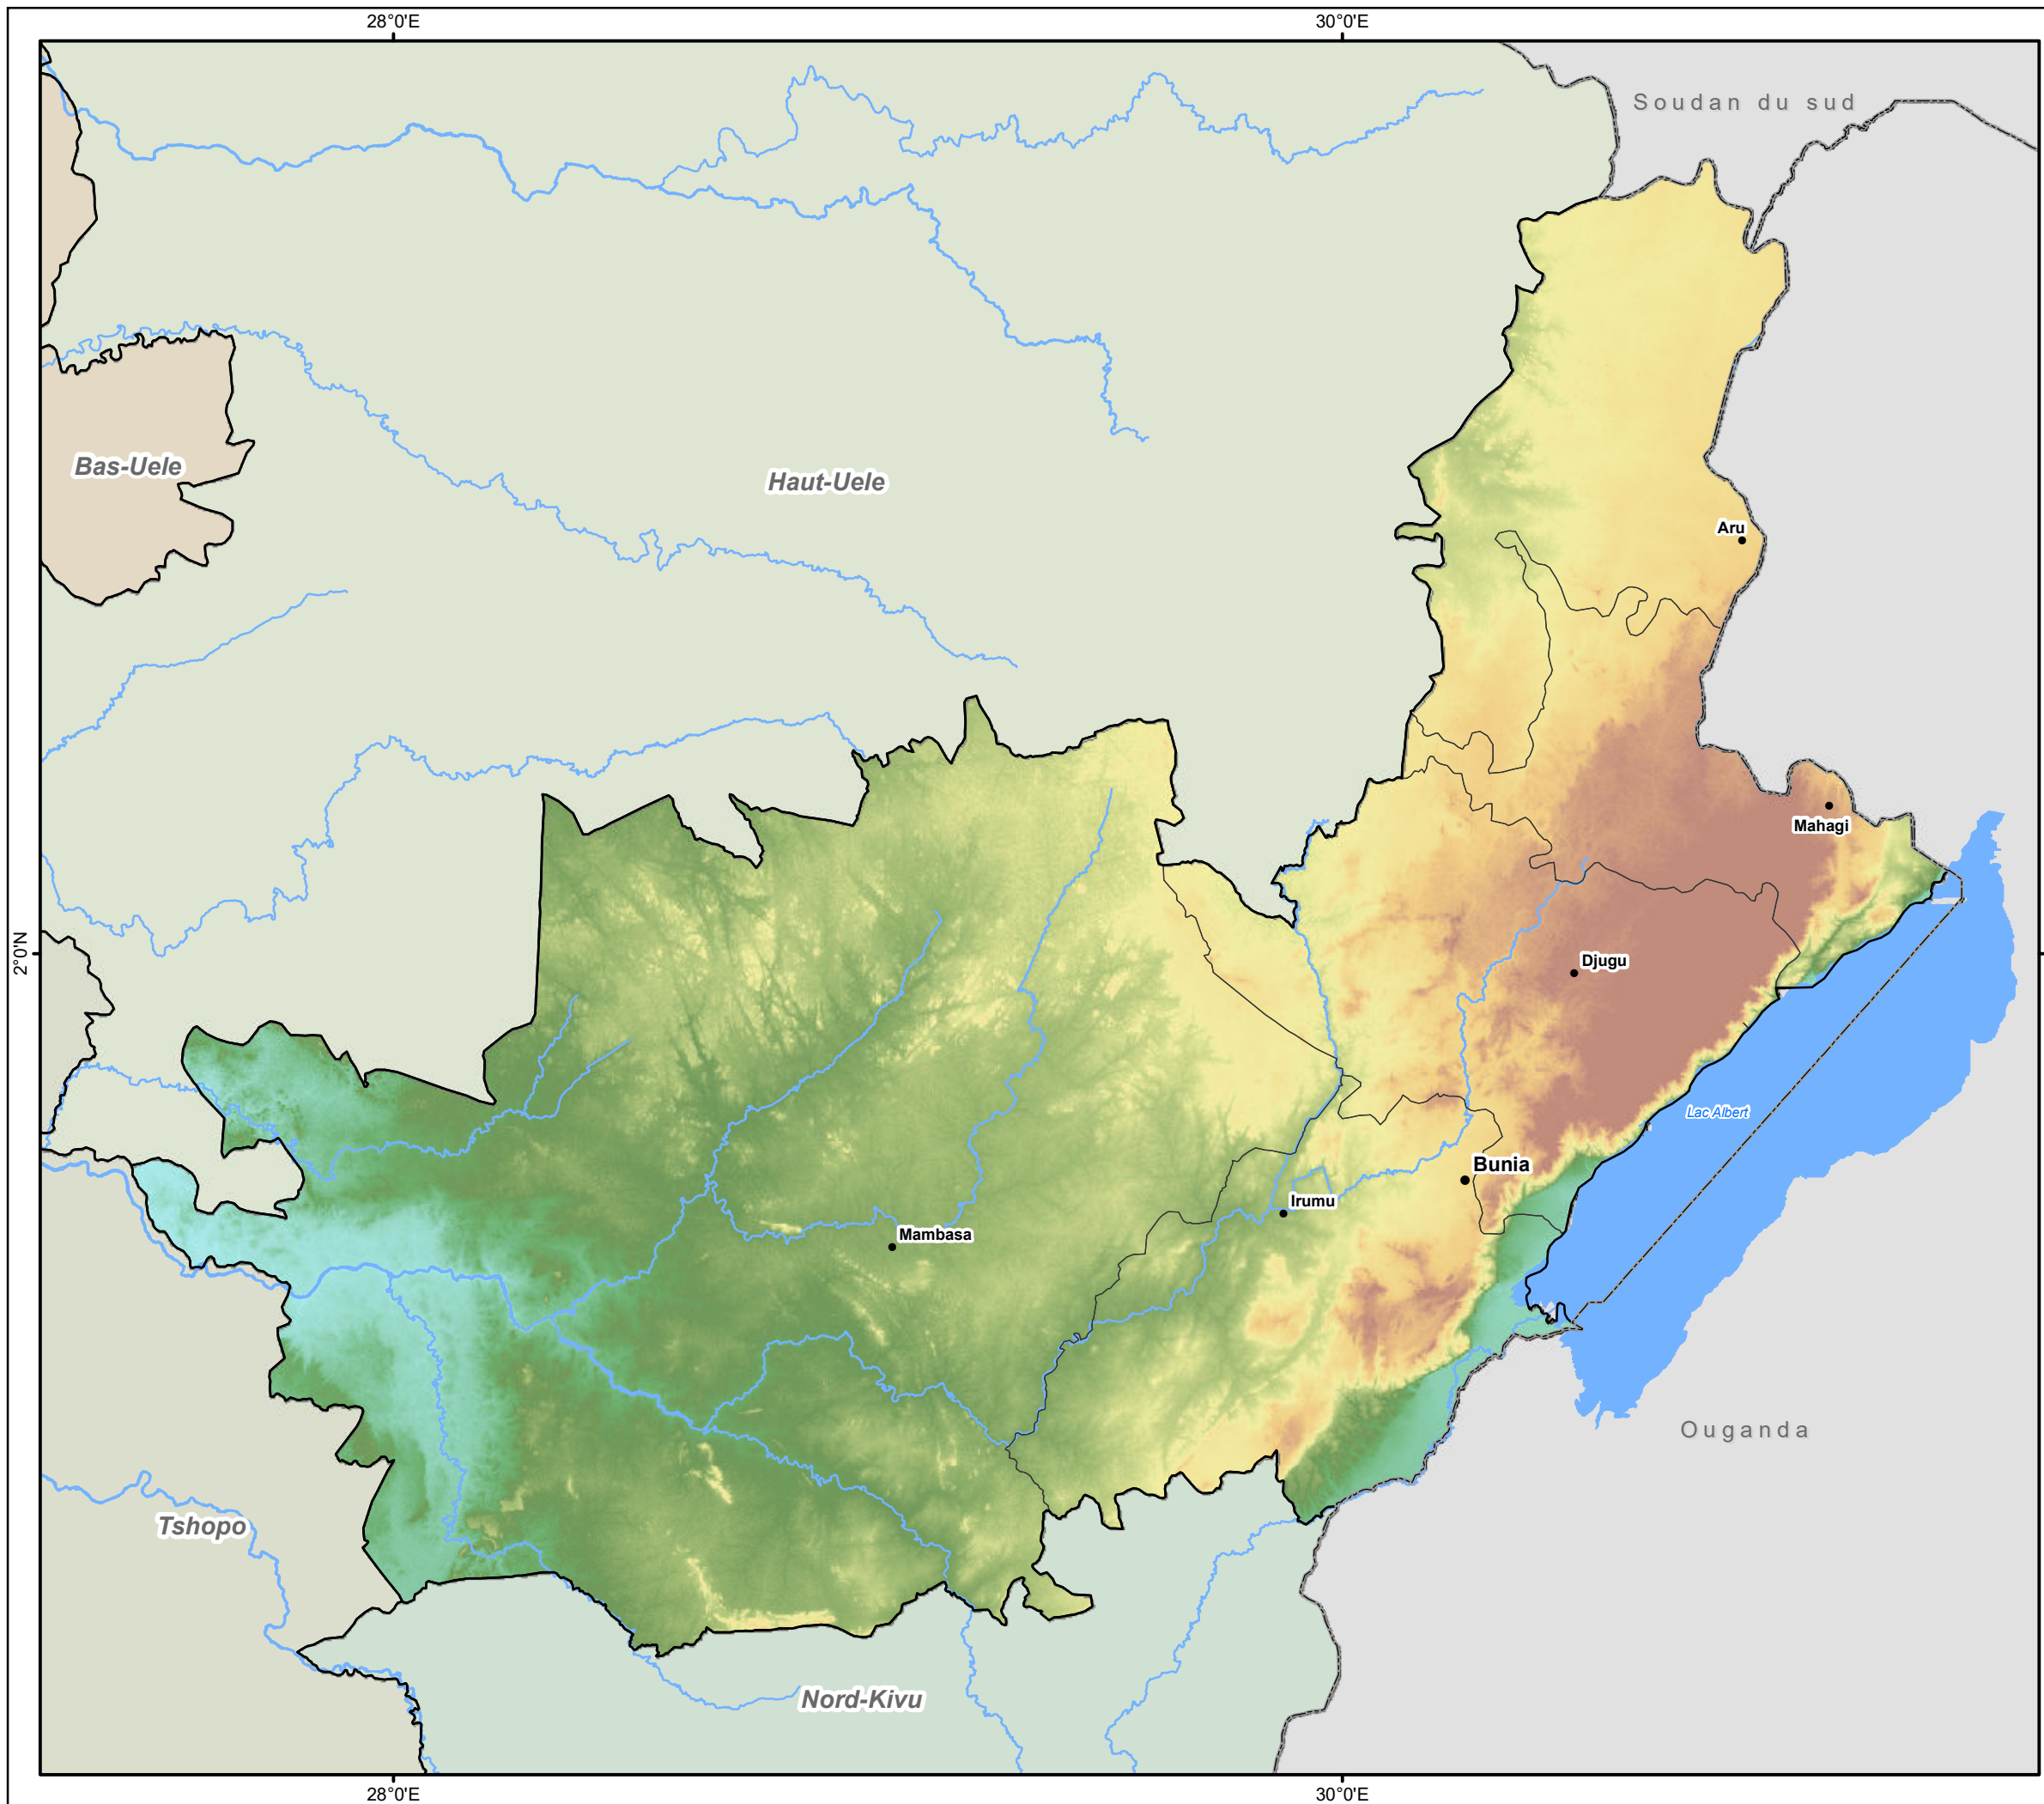 28°0'E
30°0'E
Soudan du sud
Bas-Uele
Haut-Uele
Aru
Mahagi
2°0'N
Djugu
Lac Albert
Bunia
Irumu
Mambasa
Ouganda
Tshopo
Nord-Kivu
28°0'E
30°0'E